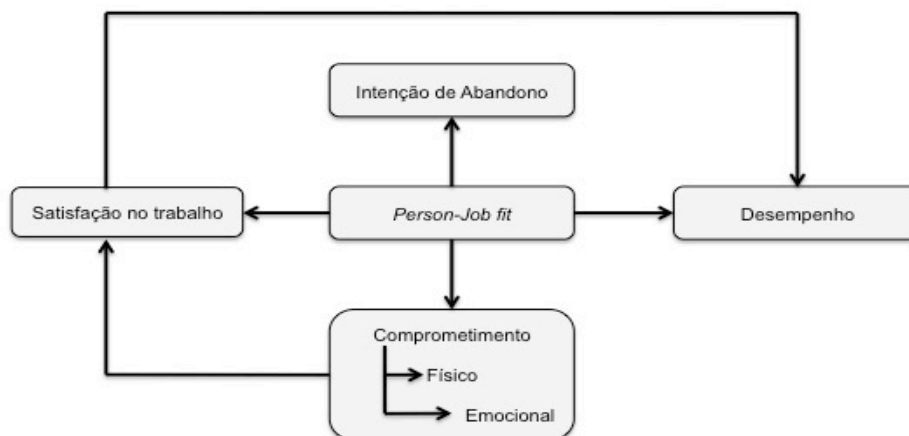 Intenção de Abandono
Satisfação no trabalho
Person-Job fit
Desempenho
Comprometimento
Físico
Emocional